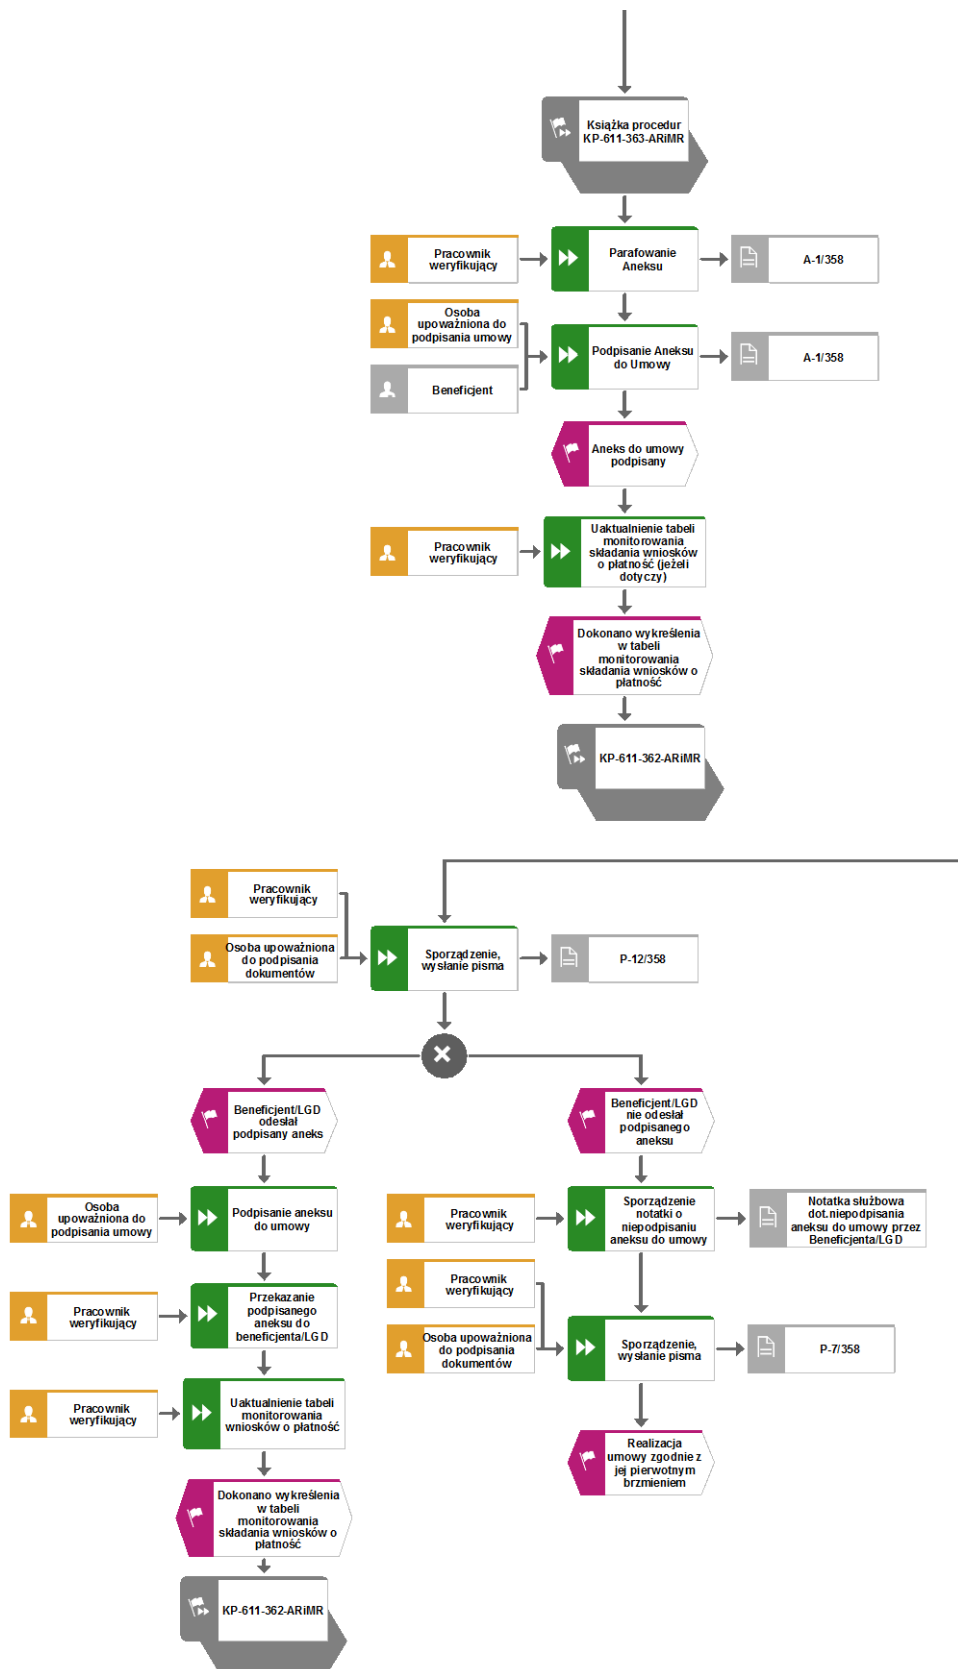 Książka procedur
KP-611-363-ARiMR
Pracownik
weryfikujący
Parafowanie
Aneksu
A-1/358
Osoba
upoważniona do
podpisania umowy
Beneficjent
Podpisanie Aneksu
do Umowy
A-1/358
Aneks do umowy
podpisany
Pracownik
weryfikujący
Uaktualnienie tabeli
monitorowania
składania wniosków
o płatność (jeżeli
dotyczy)
Dokonano wykreślenia
w tabeli
monitorowania
składania wniosków o
płatność
KP-611-362-ARiMR
Pracownik
weryfikujący
Osoba upoważniona
do podpisania
dokumentów
Sporządzenie,
wysłanie pisma
P-12/358
Beneficjent/LGD
odesłał
podpisany aneks
Beneficjent/LGD
nie odesłał
podpisanego
aneksu
Osoba
upoważniona do
podpisania umowy
Podpisanie aneksu
do umowy
Pracownik
weryfikujący
Sporządzenie
notatki o
niepodpisaniu
aneksu do umowy
Notatka służbowa
dot.niepodpisania
aneksu do umowy przez
Beneficjenta/LGD
Pracownik
weryfikujący
Przekazanie
podpisanego
aneksu do
beneficjenta/LGD
Pracownik
weryfikujący
Osoba upoważniona
do podpisania
dokumentów
Sporządzenie,
wysłanie pisma
P-7/358
Pracownik
weryfikujący
Uaktualnienie tabeli
monitorowania
wniosków o płatność
Realizacja
umowy zgodnie z
jej pierwotnym
brzmieniem
Dokonano wykreślenia
w tabeli
monitorowania
składania wniosków o
płatność
KP-611-362-ARiMR